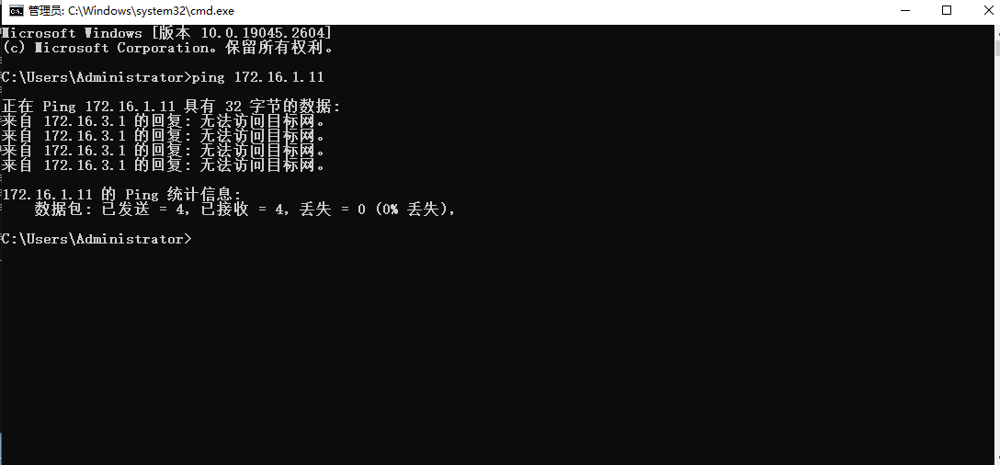 管理员: C:\Windows\system32\cmd.exe
Microsoft Windows [版本 10.0.19045.2604]
(c) Microsoft Corporation。保留所有权利。
C:\Users\Administrator>ping 172.16.1.11
正在 Ping 172.16.1.11 具有 32 字节的数据:
来自 172.16.3.1 的回复: 无法访问目标网。
来自 172.16.3.1 的回复: 无法访问目标网。
来自 172.16.3.1 的回复: 无法访问目标网。
来自 172.16.3.1 的回复: 无法访问目标网。
172.16.1.11 的 Ping 统计信息:
数据包: 已发送 = 4，已接收 = 4，丢失 = 0 (0% 丢失)，
C:\Users\Administrator>